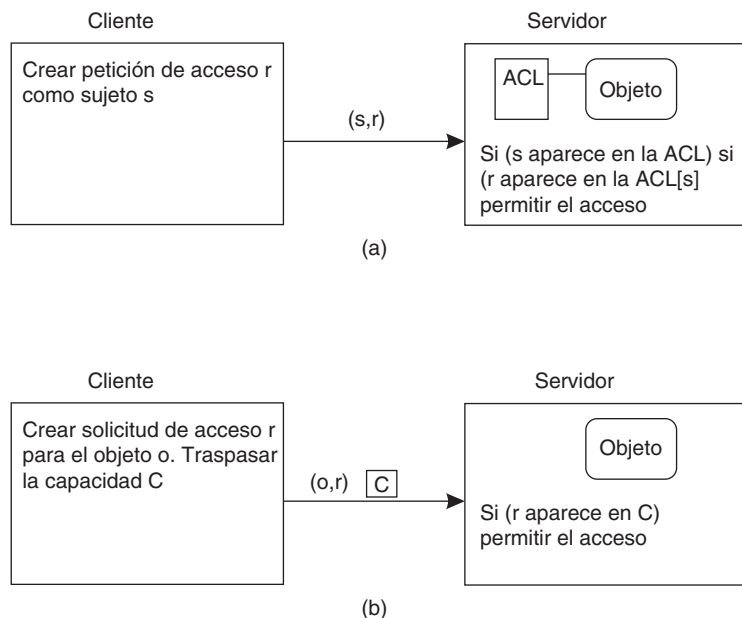 Cliente
Servidor
Crear petición de acceso r
como sujeto s
(s,r)
ACL
Objeto
Si (s aparece en la ACL) si
(r aparece en la ACL[s]
permitir el acceso
(a)
Cliente
Servidor
Crear solicitud de acceso r
para el objeto o. Traspasar
la capacidad C
(o,r)
C
Objeto
Si (r aparece en C)
permitir el acceso
(b)